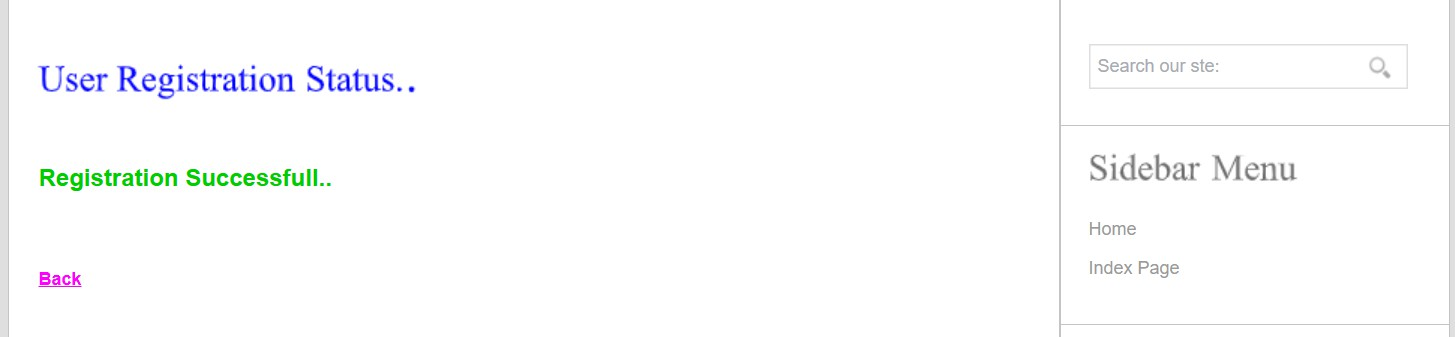 User Registration Status..
Registration Successfull..
Back
Search our ste:
Sidebar Menu
Home
Index Page